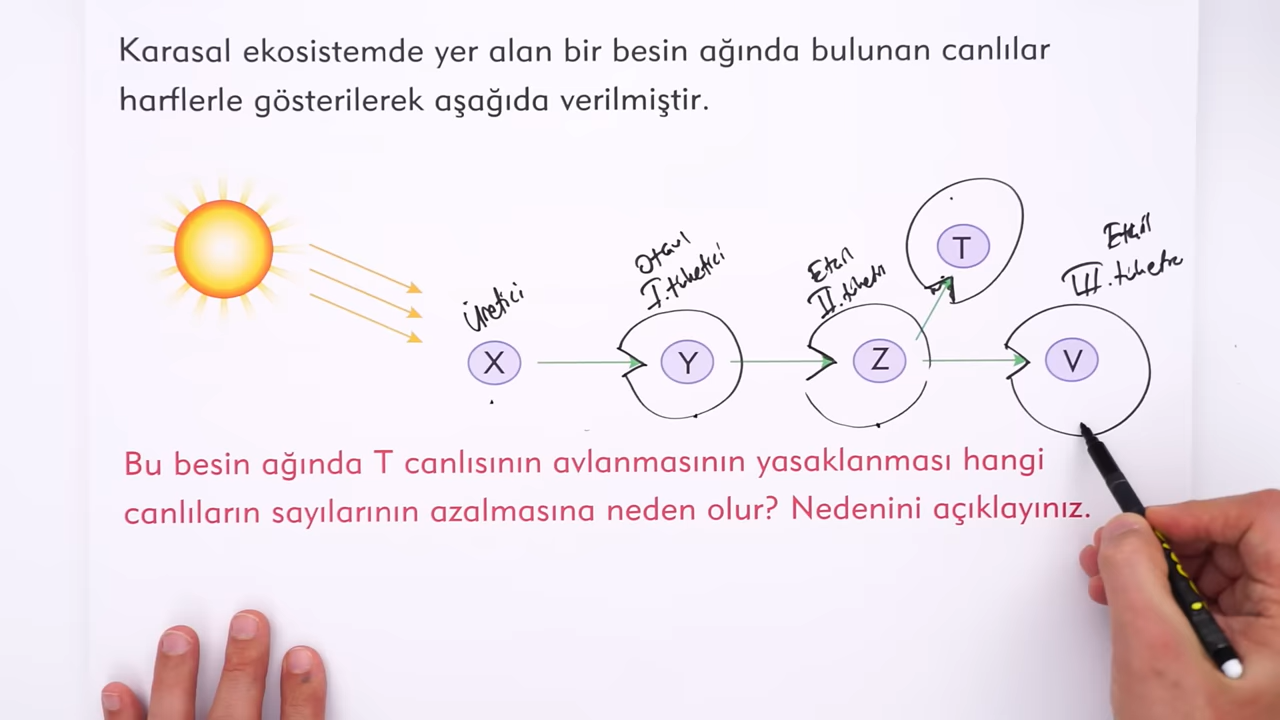 Karasal ekosistemde yer alan bir besin ağında bulunan canlılar
harflerle gösterilerek aşağıda verilmiştir.
T
Etçil
III. tüketici
Otçul
I. tüketici
Etçil
II. tüketici
Üretici
X
Y
Z
V
Bu besin ağında T canlısının avlanmasının yasaklanması hangi
canlıların sayılarının azalmasına neden olur? Nedenini açıklayınız.